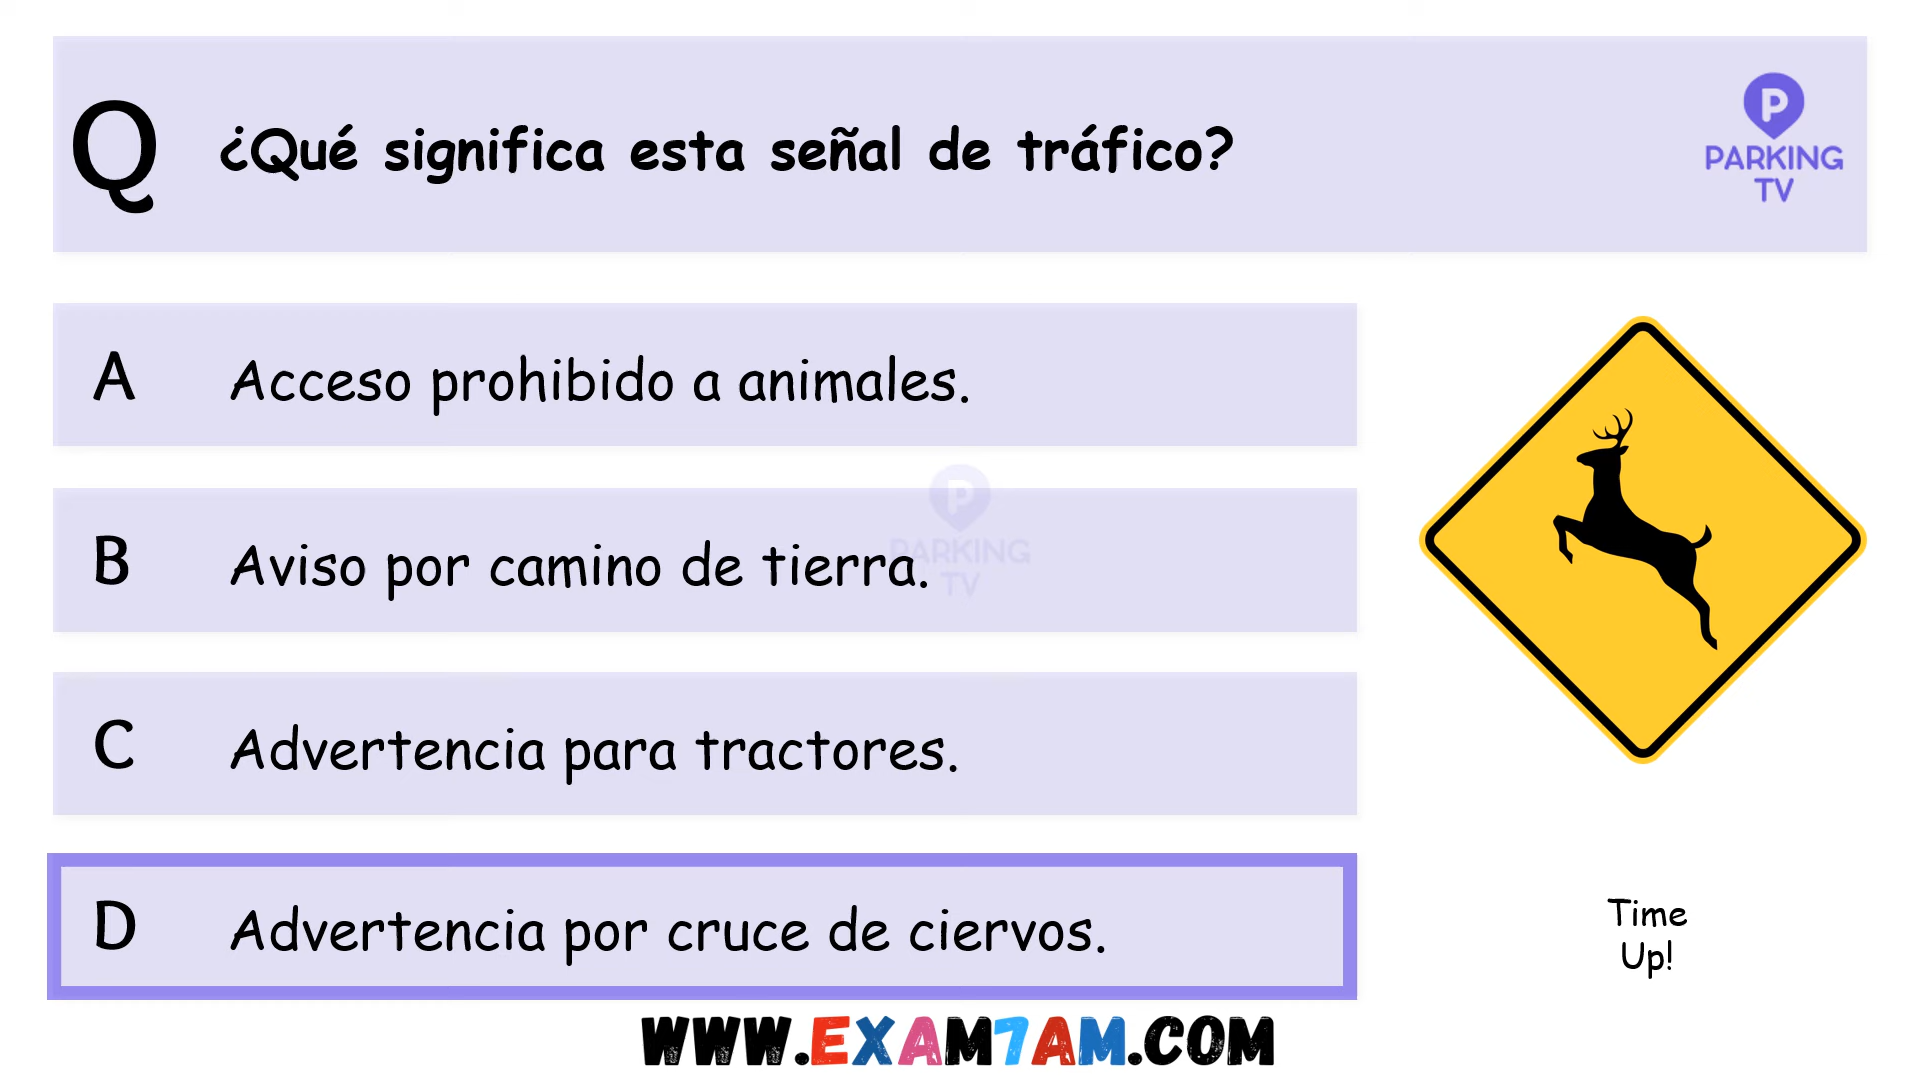 Q ¿Qué significa esta señal de tráfico?
P
PARKING
TV
A Acceso prohibido a animales.
B Aviso por camino de tierra.
P
PARKING
TV
C Advertencia para tractores.
D Advertencia por cruce de ciervos.
Time
Up!
WWW.EXAM7AM.COM